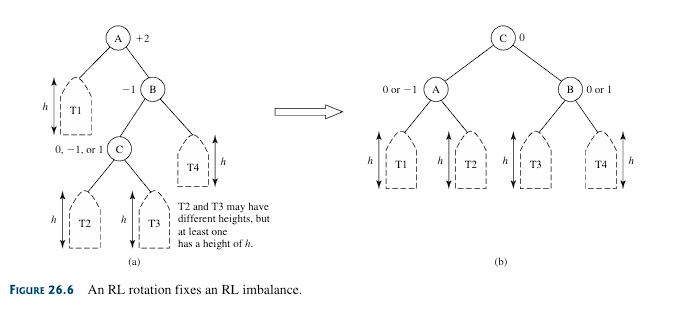 A +2
-1 B
h T1
0, -1, or 1 C
T4 h
h T2 h T3
T2 and T3 may have
different heights, but
at least one
has a height of h.
(a)
C 0
0 or -1 A B 0 or 1
h T1 h T2 h T3 T4 h
(b)
FIGURE 26.6 An RL rotation fixes an RL imbalance.